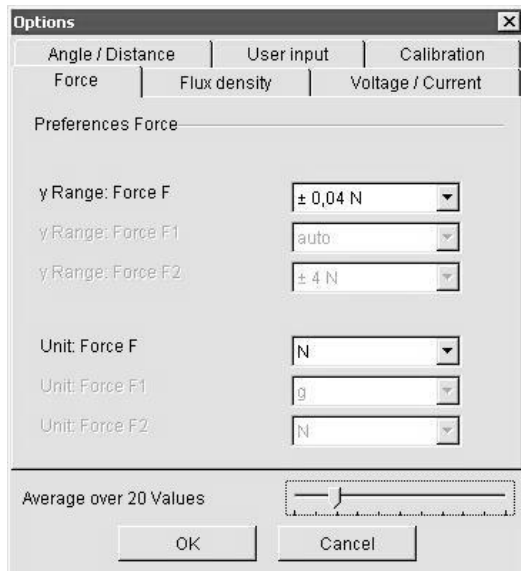 Options
Angle / Distance User input Calibration
Force Flux density Voltage / Current
Preferences Force
y Range: Force F ± 0,04 N
y Range: Force F1 auto
y Range: Force F2 ± 4 N
Unit: Force F N
Unit: Force F1 g
Unit: Force F2 N
Average over 20 Values
OK Cancel